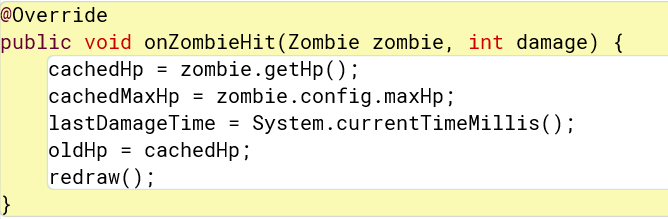 @Override
public void onZombieHit(Zombie zombie, int damage) {
    cachedHp = zombie.getHp();
    cachedMaxHp = zombie.config.maxHp;
    lastDamageTime = System.currentTimeMillis();
    oldHp = cachedHp;
    redraw();
}